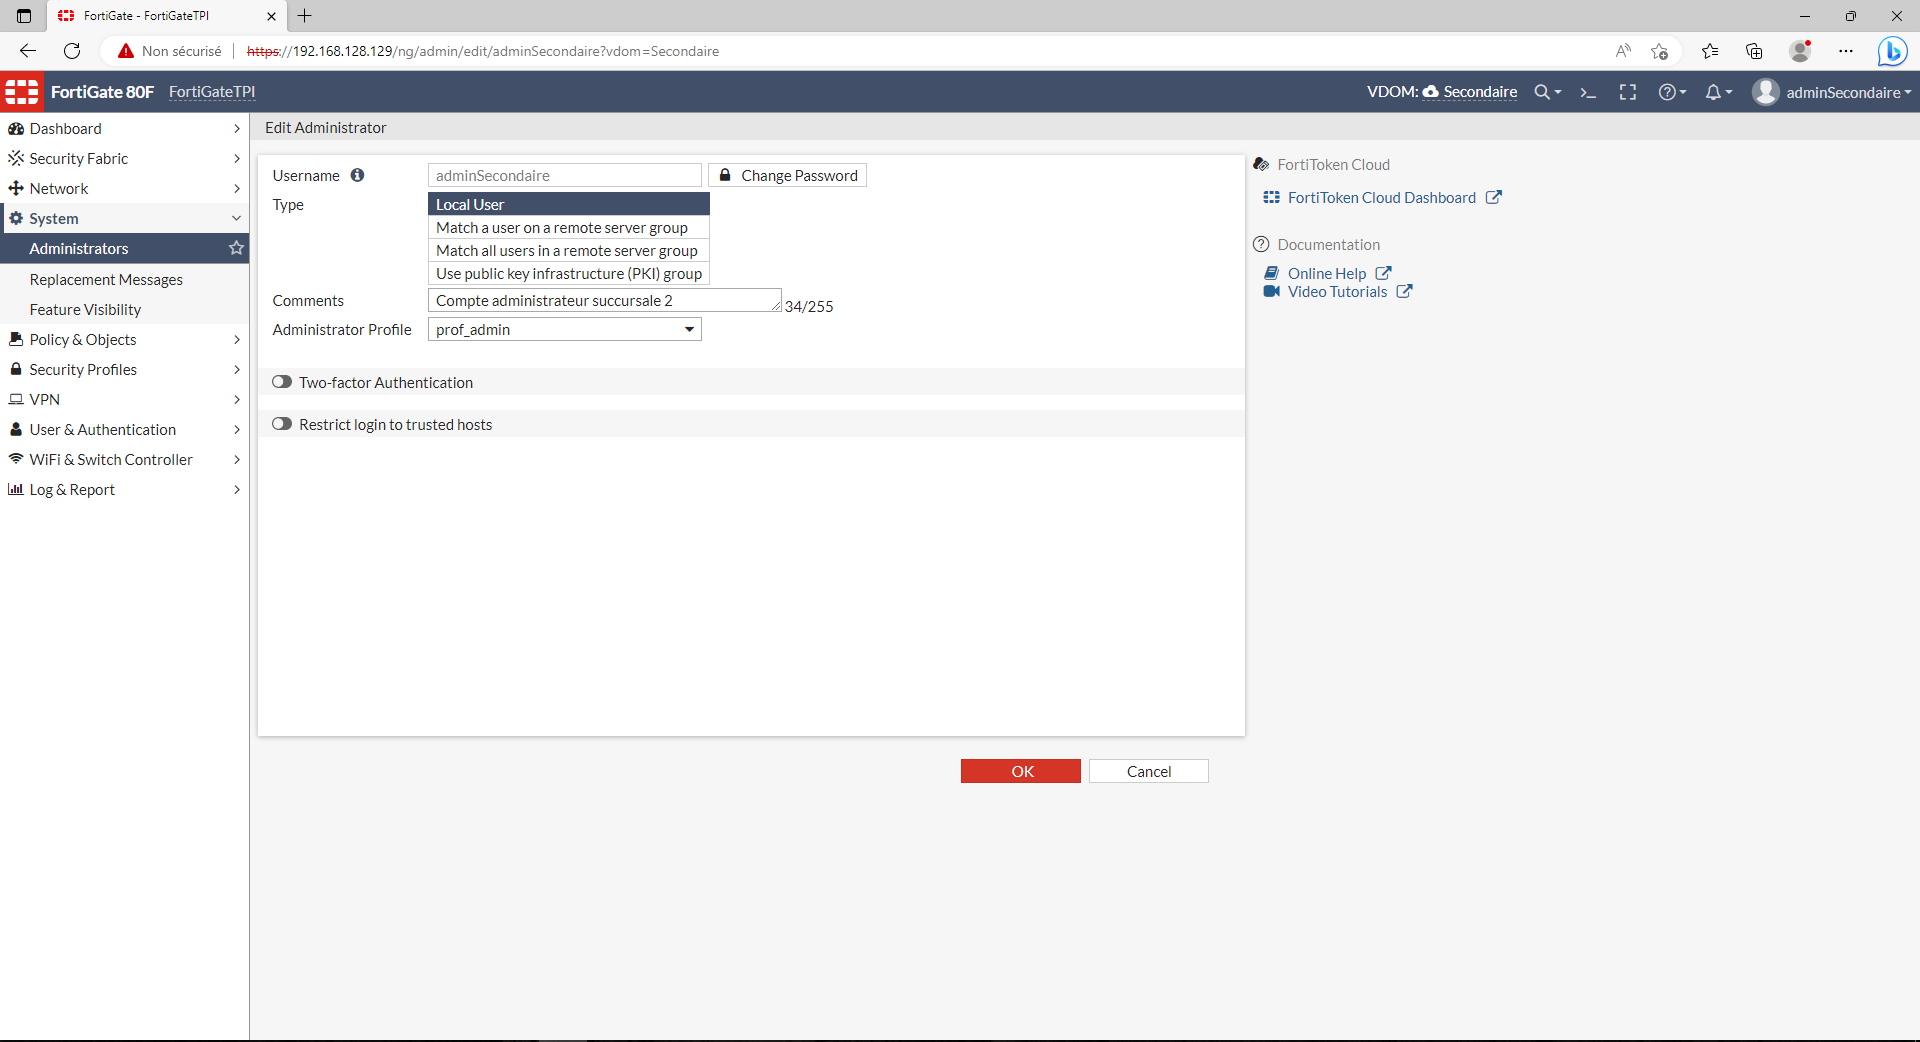 FortiGate - FortiGateTPI
Non sécurisé
https://192.168.128.129/ng/admin/edit/adminSecondaire?vdom=Secondaire
FortiGate 80F FortiGateTPI
VDOM: Secondaire
adminSecondaire
Dashboard
Security Fabric
Network
System
Administrators
Replacement Messages
Feature Visibility
Policy & Objects
Security Profiles
VPN
User & Authentication
WiFi & Switch Controller
Log & Report
Edit Administrator
Username adminSecondaire Change Password
Type Local User
Match a user on a remote server group
Match all users in a remote server group
Use public key infrastructure (PKI) group
Comments Compte administrateur succursale 2 34/255
Administrator Profile prof_admin
Two-factor Authentication
Restrict login to trusted hosts
OK Cancel
FortiToken Cloud
FortiToken Cloud Dashboard
Documentation
Online Help
Video Tutorials